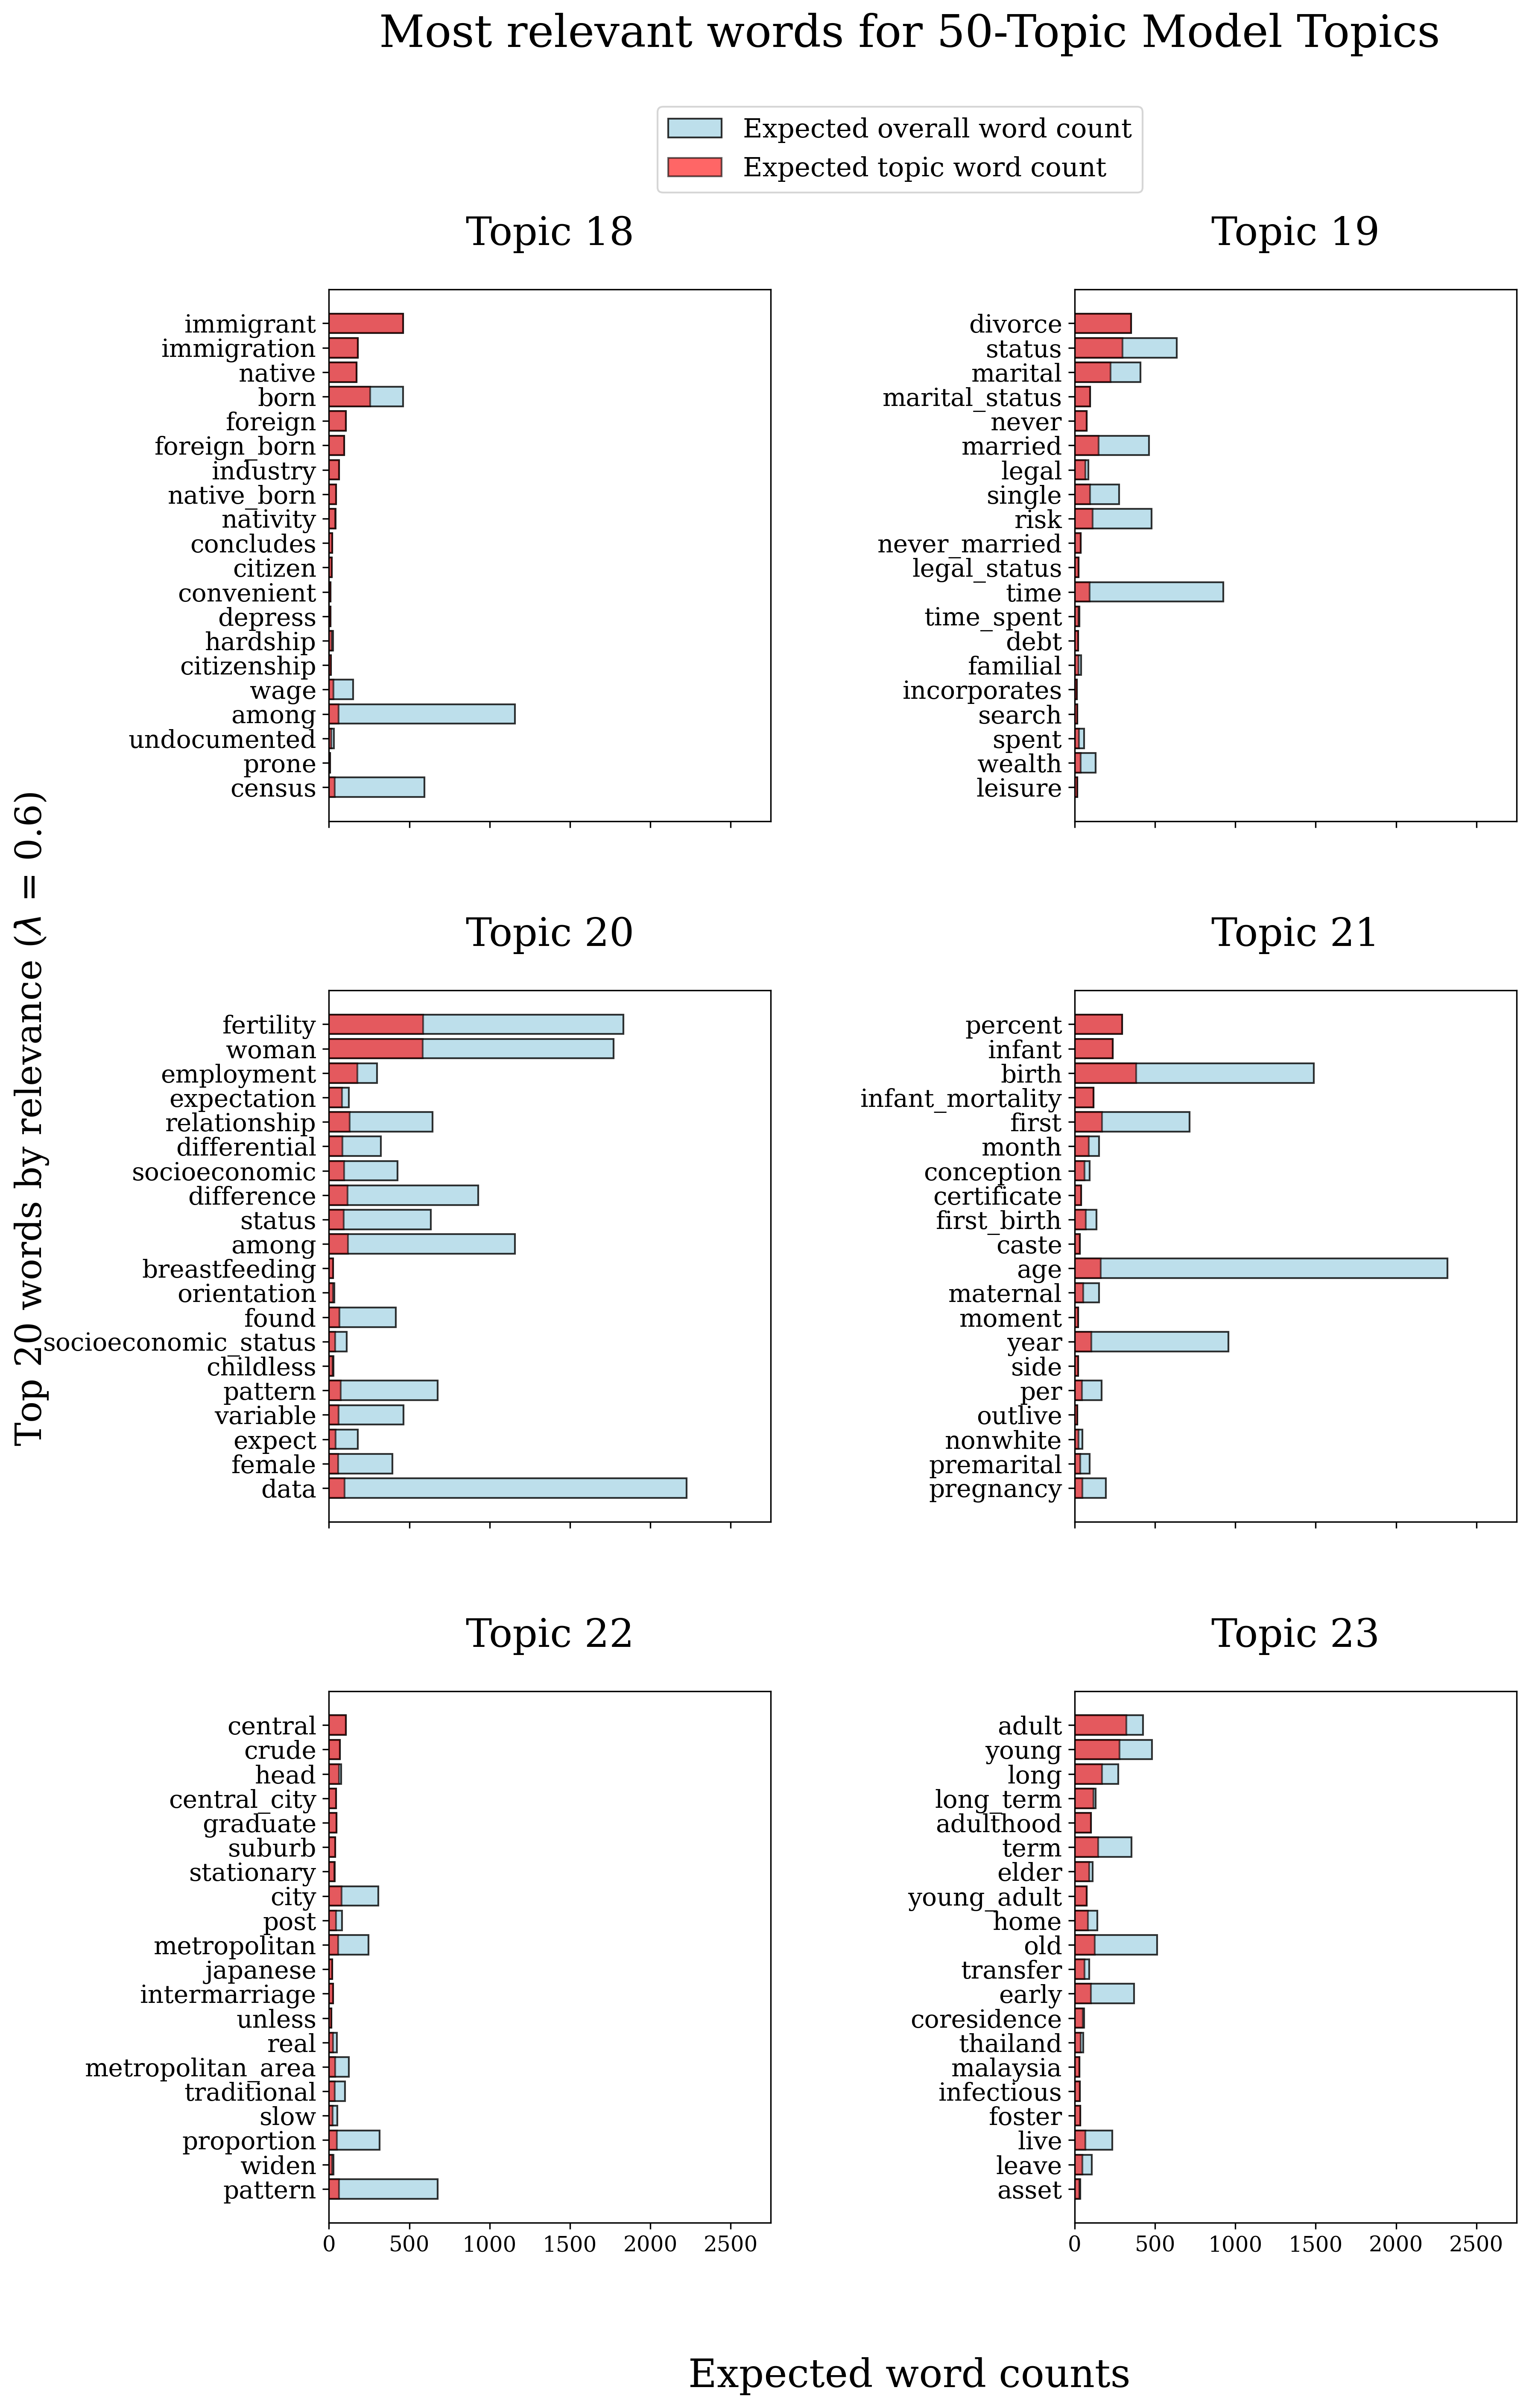 Most relevant words for 50-Topic Model Topics
Expected overall word count
Expected topic word count
Top 20 words by relevance (λ = 0.6)
Topic 18
immigrant
immigration
native
born
foreign
foreign_born
industry
native_born
nativity
concludes
citizen
convenient
depress
hardship
citizenship
wage
among
undocumented
prone
census
Topic 19
divorce
status
marital
marital_status
never
married
legal
single
risk
never_married
legal_status
time
time_spent
debt
familial
incorporates
search
spent
wealth
leisure
Topic 20
fertility
woman
employment
expectation
relationship
differential
socioeconomic
difference
status
among
breastfeeding
orientation
found
socioeconomic_status
childless
pattern
variable
expect
female
data
Topic 21
percent
infant
birth
infant_mortality
first
month
conception
certificate
first_birth
caste
age
maternal
moment
year
side
per
outlive
nonwhite
premarital
pregnancy
Topic 22
central
crude
head
central_city
graduate
suburb
stationary
city
post
metropolitan
japanese
intermarriage
unless
real
metropolitan_area
traditional
slow
proportion
widen
pattern
0 500 1000 1500 2000 2500
Topic 23
adult
young
long
long_term
adulthood
term
elder
young_adult
home
old
transfer
early
coresidence
thailand
malaysia
infectious
foster
live
leave
asset
0 500 1000 1500 2000 2500
Expected word counts